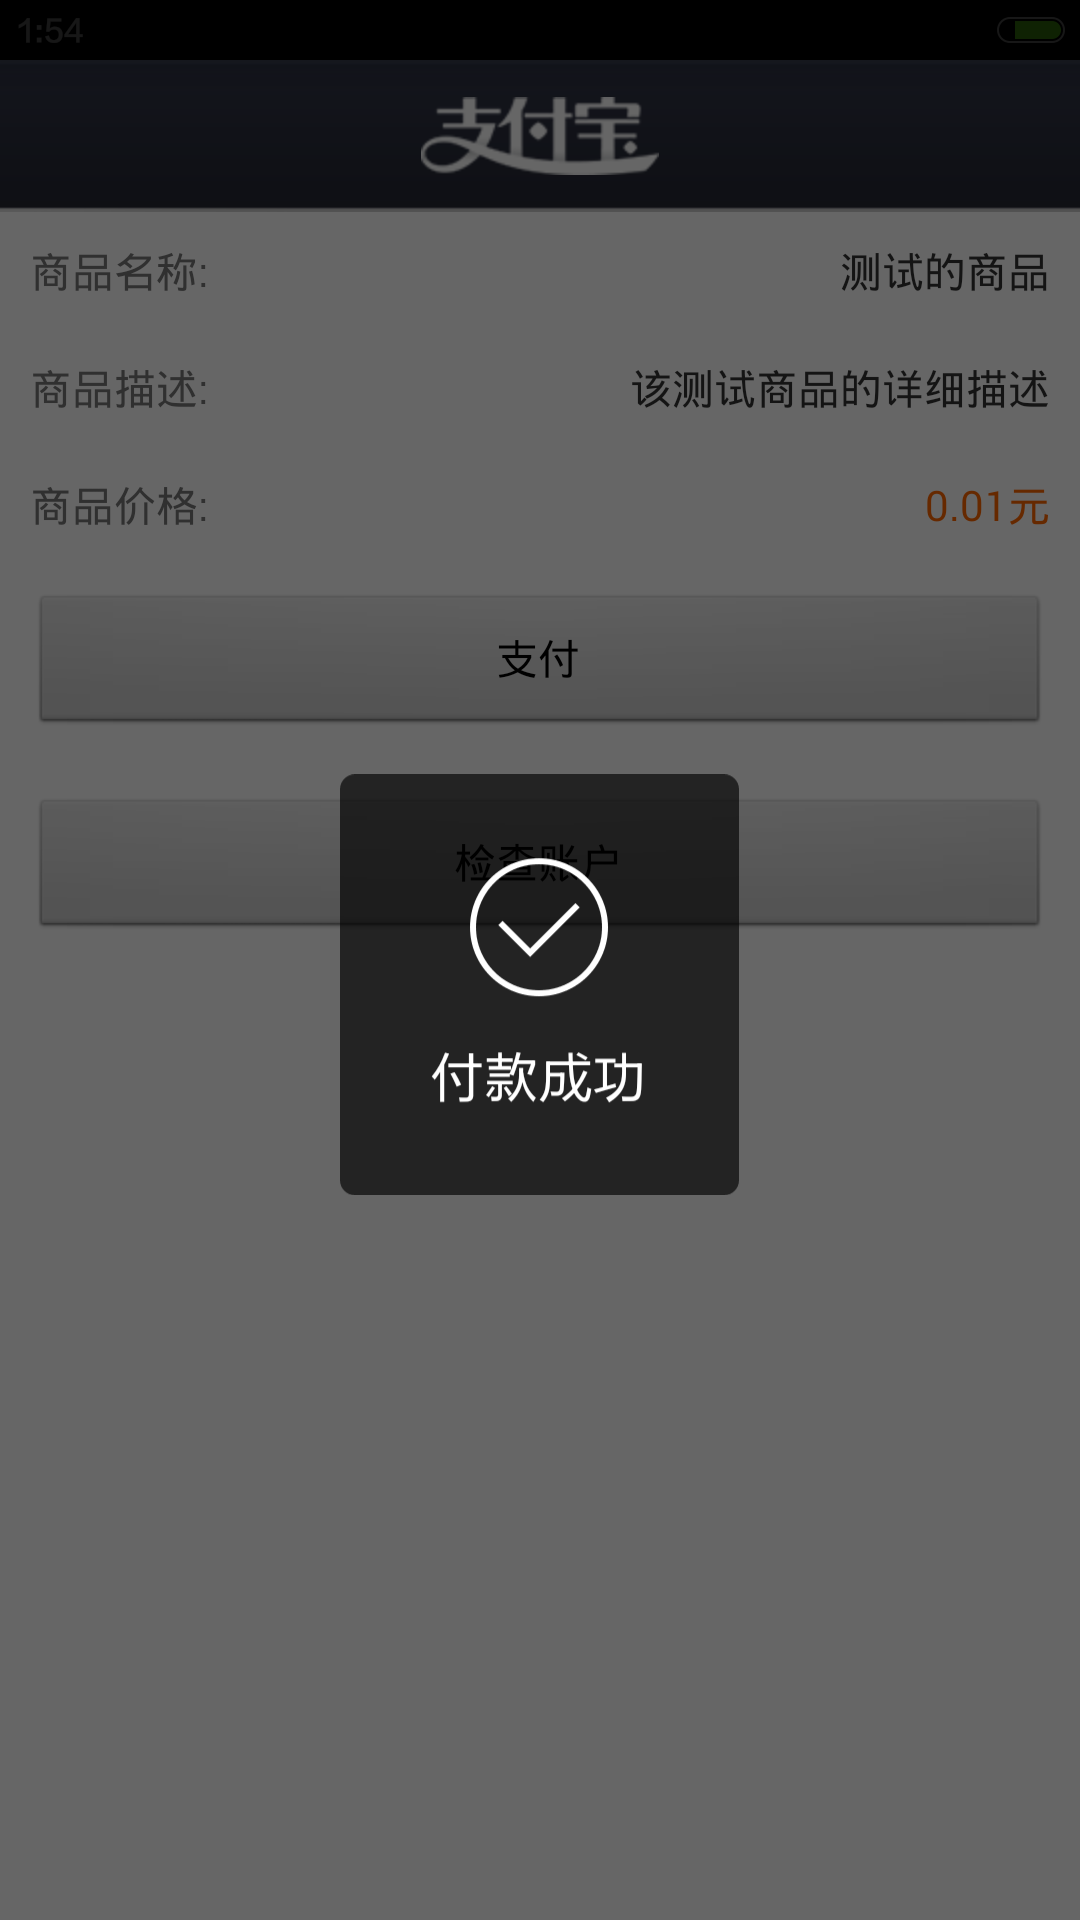 1:54
支付宝
商品名称: 测试的商品
商品描述: 该测试商品的详细描述
商品价格: 0.01元
支付
检查账户
付款成功